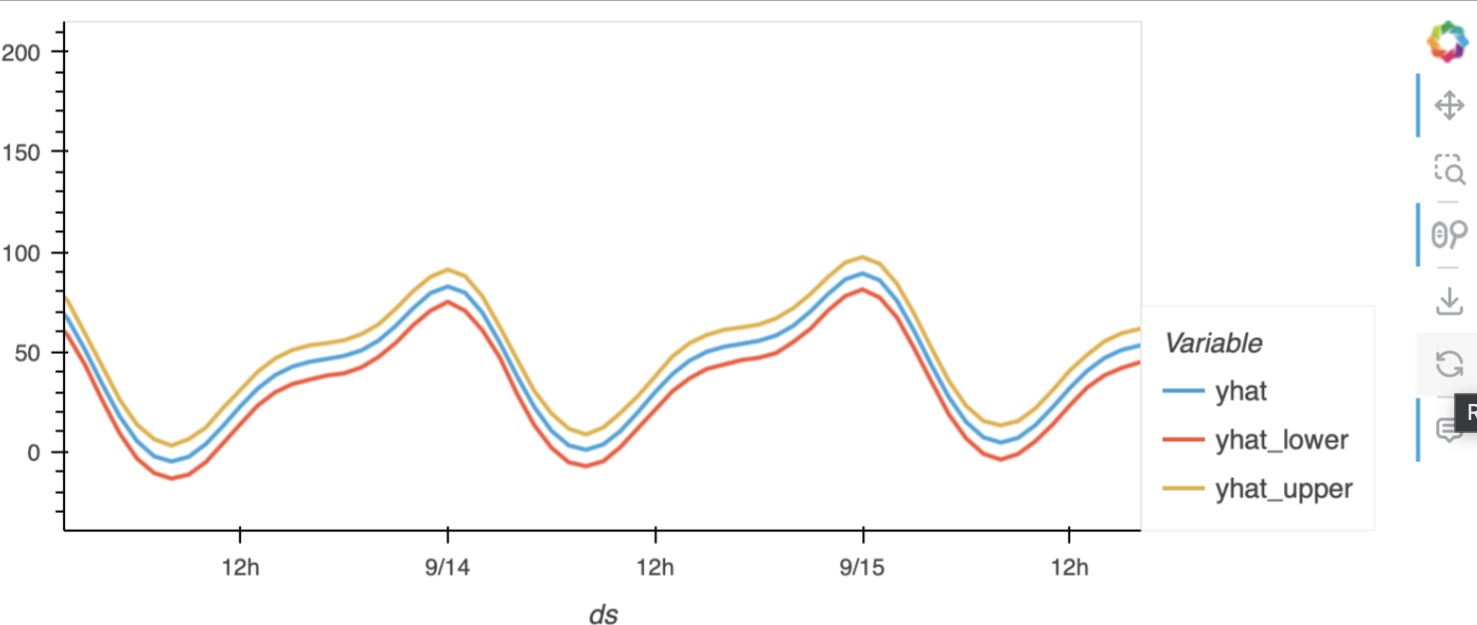 200
150
100
50
0
12h
9/14
12h
9/15
12h
ds
Variable
yhat
yhat_lower
yhat_upper
R